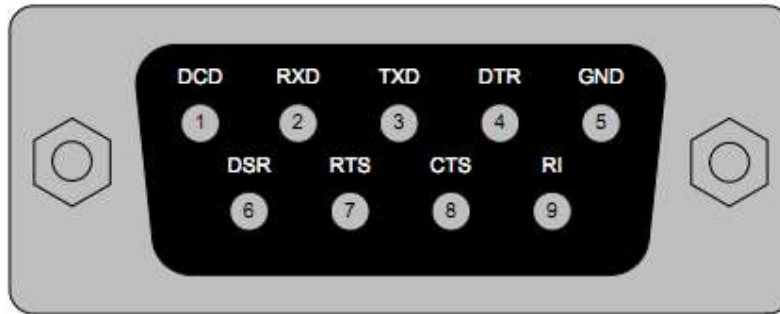 DCD RXD TXD DTR GND
1 2 3 4 5
DSR RTS CTS RI
6 7 8 9